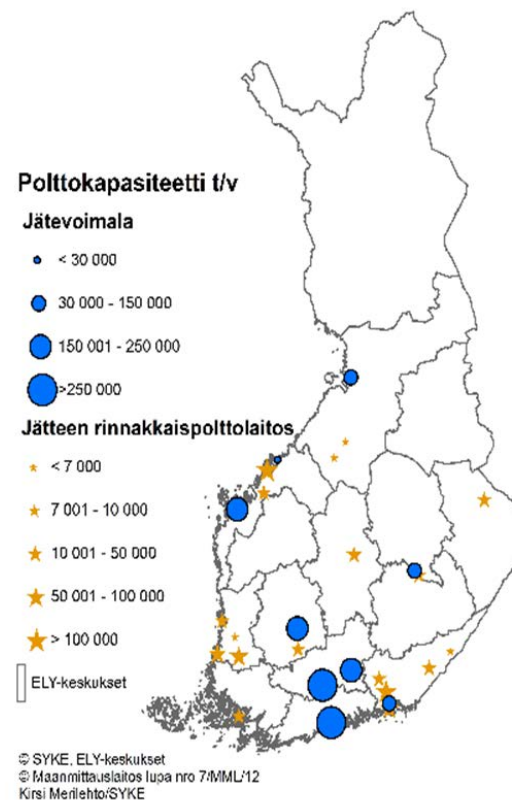 Polttokapasiteetti t/v
Jätevoimala
< 30 000
30 000 - 150 000
150 001 - 250 000
>250 000
Jätteen rinnakkaispolttolaitos
< 7 000
7 001 - 10 000
10 001 - 50 000
50 001 - 100 000
> 100 000
ELY-keskukset
© SYKE, ELY-keskukset
© Maanmittauslaitos lupa nro 7/MML/12
Kirsi Merilehto/SYKE